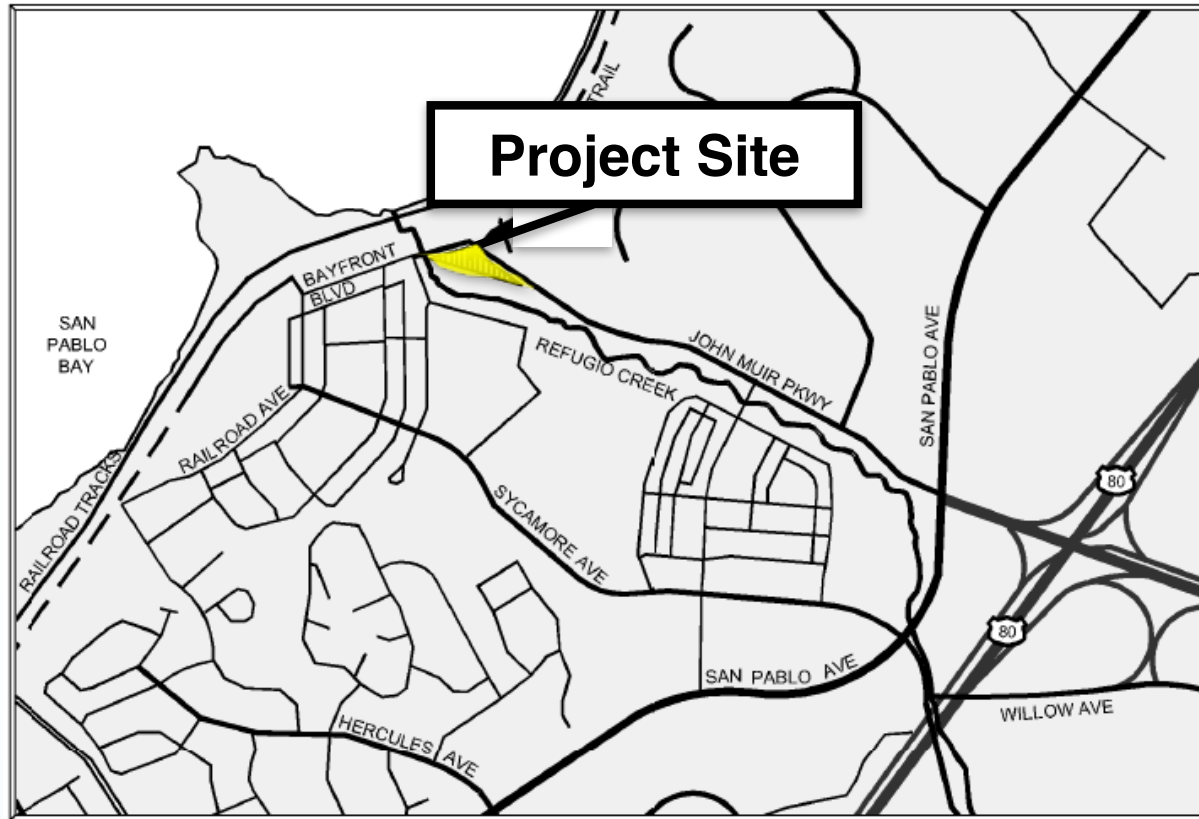 TRAIL
Project Site
BAYFRONT
BLVD
SAN
PABLO
BAY
REFUGIO CREEK
JOHN MUIR PKWY
SAN PABLO AVE
RAILROAD AVE
RAILROAD TRACKS
80
SYCAMORE AVE
80
SAN PABLO AVE
WILLOW AVE
HERCULES AVE